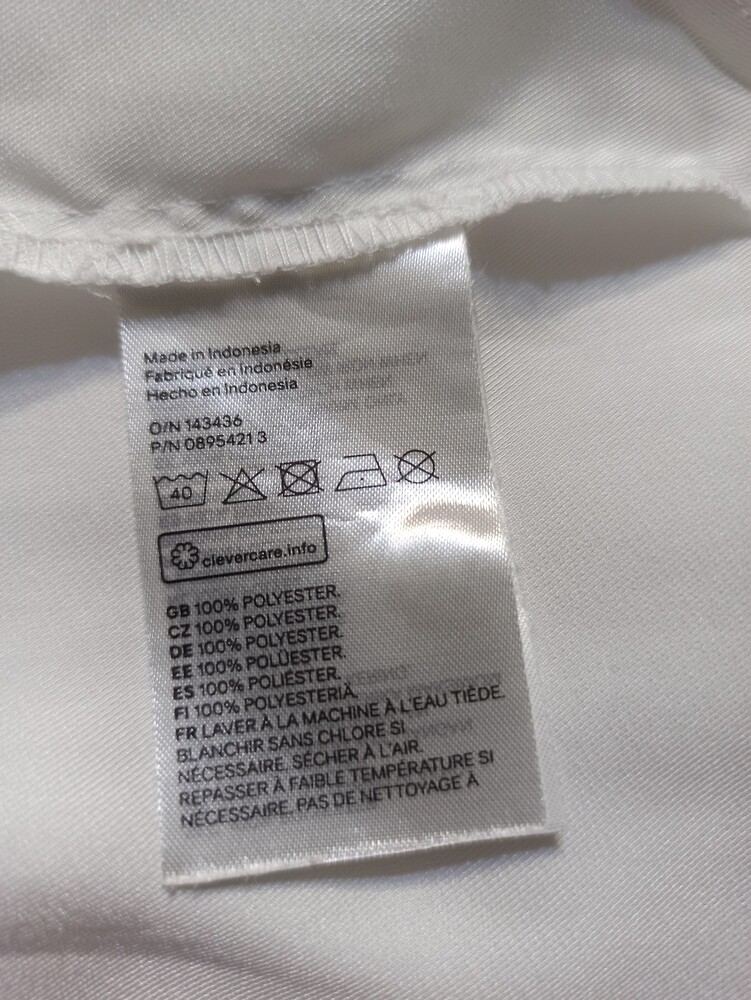 Made in Indonesia
Fabriqué en Indonésie
Hecho en Indonesia
O/N 143436
P/N 0895421 3
40
clevercare.info
GB 100% POLYESTER.
CZ 100% POLYESTER.
DE 100% POLYESTER.
EE 100% POLÜESTER.
ES 100% POLIÉSTER.
FI 100% POLYESTERIÄ.
FR LAVER À LA MACHINE À L'EAU TIÈDE.
BLANCHIR SANS CHLORE SI
NÉCESSAIRE. SÉCHER À L'AIR.
REPASSER À FAIBLE TEMPÉRATURE SI
NÉCESSAIRE. PAS DE NETTOYAGE À